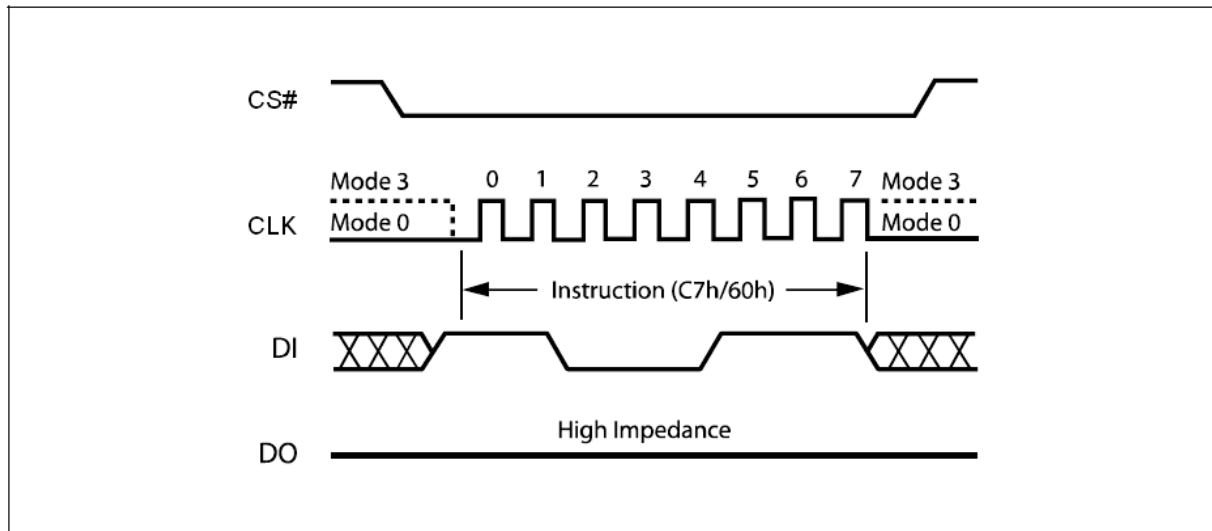 CS#
Mode 3 0 1 2 3 4 5 6 7 Mode 3
CLK Mode 0 Mode 0
Instruction (C7h/60h)
DI
High Impedance
DO